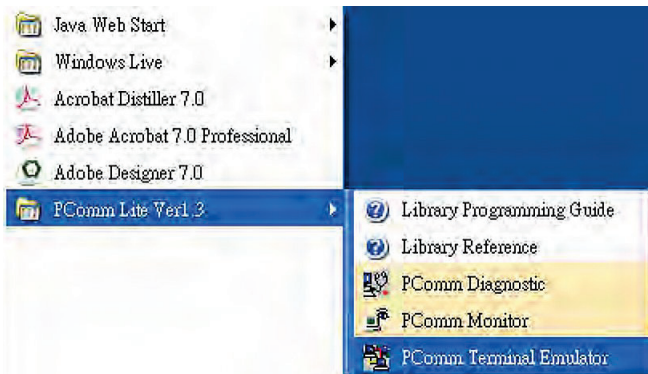 Java Web Start
Windows Live
Acrobat Distiller 7.0
Adobe Acrobat 7.0 Professional
Adobe Designer 7.0
PComm Lite Ver1.3
Library Programming Guide
Library Reference
PComm Diagnostic
PComm Monitor
PComm Terminal Emulator